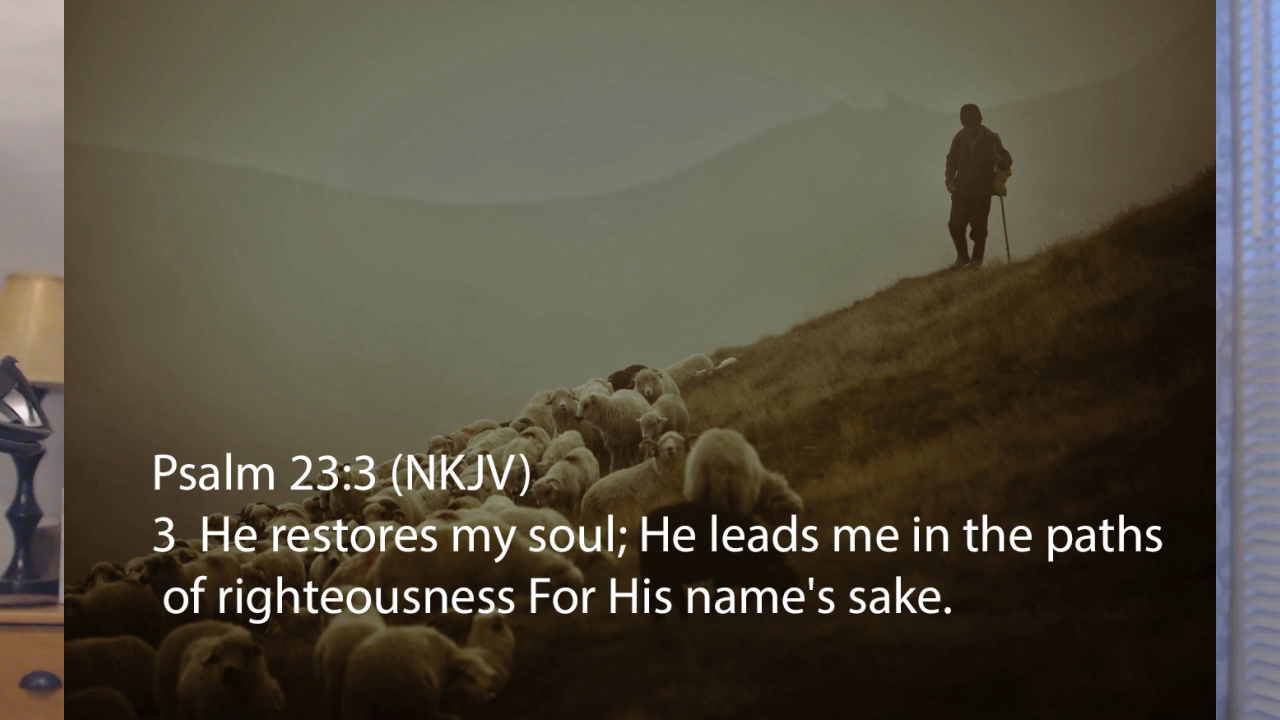 Psalm 23:3 (NKJV)
3 He restores my soul; He leads me in the paths
of righteousness For His name's sake.